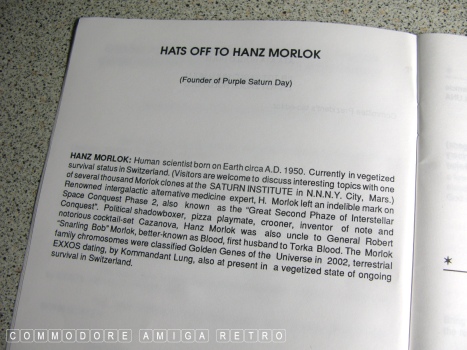 HATS OFF TO HANZ MORLOK
(Founder of Purple Saturn Day)
HANZ MORLOK: Human scientist born on Earth circa A.D. 1950. Currently in vegetized
survival status in Switzerland. (Visitors are welcome to discuss interesting topics with one
of several thousand Morlok clones at the SATURN INSTITUTE in N.N.N.Y. City, Mars.)
Renowned intergalactic alternative medicine expert, H. Morlok left an indelible mark on
Space Conquest Phase 2, also known as the "Great Second Phaze of Interstellar
Conquest". Political shadowboxer, pizza playmate, crooner, inventor of note and
notorious cocktail-set Cazanova, Hanz Morlok was also uncle to General Robert
"Snarling Bob" Morlok, better-known as Blood, first husband to Torka Blood. The Morlok
family chromosomes were classified Golden Genes of the Universe in 2002, terrestrial
EXXOS dating, by Kommandant Lung, also at present in a vegetized state of ongoing
survival in Switzerland.
COMMODORE AMIGA RETRO